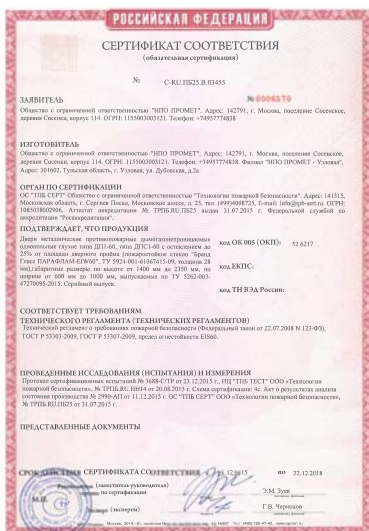 РОССИЙСКАЯ ФЕДЕРАЦИЯ
СЕРТИФИКАТ СООТВЕТСТВИЯ
(обязательная сертификация)
№ C-RU.ПБ25.В.03455
ЗАЯВИТЕЛЬ
№ 0006870
Общество с ограниченной ответственностью "НПО ПРОМЕТ", Адрес: 142791, г. Москва, поселение Сосенское,
деревня Сосенки, корпус 114. ОГРН: 1155003003121. Телефон: +74957774838
ИЗГОТОВИТЕЛЬ
Общество с ограниченной ответственностью "НПО ПРОМЕТ", Адрес: 142791, г. Москва, поселение Сосенское,
деревня Сосенки, корпус 114. ОГРН: 1155003003121. Телефон: +74957774838. Филиал "НПО ПРОМЕТ - Узловая",
Адрес: 301602, Тульская область, г. Узловая, ул. Дубовская, д.2а
ОРГАН ПО СЕРТИФИКАЦИИ
ОС "ТПБ СЕРТ" Общество с ограниченной ответственностью "Технологии пожарной безопасности". Адрес: 141315,
Московская область, г. Сергиев Посад, Московское шоссе, д. 25, тел. (499)4098725, E-mail: info@tpb-sert.ru. ОГРН:
1085038002906. Аттестат аккредитации № ТРПБ.RU.ПБ25 выдан 31.07.2015 г. Федеральной службой по
аккредитации "Росаккредитация".
ПОДТВЕРЖДАЕТ, ЧТО ПРОДУКЦИЯ
Двери металлические противопожарные дымогазонепроницаемые
однопольные глухие типа ДП1-60, типа ДПС1-60 с остеклением до
25% от площади дверного проёма (пожаростойкое стекло "Бринд
Гласс ПАРАФЛАМ-EIW60", ТУ 5924-001-61067415-09, толщина 28
мм),габаритные размеры по высоте от 1400 мм до 2350 мм, по
ширине от 600 мм до 1000 мм, выпускаемые по ТУ 5262-003-
47270095-2015. Серийный выпуск.
код ОК 005 (ОКП): 52 6217
код ЕКПС:
код ТН ВЭД России:
СООТВЕТСТВУЕТ ТРЕБОВАНИЯМ
ТЕХНИЧЕСКОГО РЕГЛАМЕНТА (ТЕХНИЧЕСКИХ РЕГЛАМЕНТОВ)
Технический регламент о требованиях пожарной безопасности (Федеральный закон от 22.07.2008 N 123-ФЗ),
ГОСТ Р 53303-2009, ГОСТ Р 53307-2009, предел огнестойкости EIS60.
ПРОВЕДЕННЫЕ ИССЛЕДОВАНИЯ (ИСПЫТАНИЯ) И ИЗМЕРЕНИЯ
Протокол сертификационных испытаний № 3688-С/ТР от 23.12.2015 г., ИЦ "ТПБ ТЕСТ" ООО «Технологии
пожарной безопасности», № ТРПБ.RU.ИН14 от 20.08.2015 г. Схема сертификации: 4с. Акт о результатах анализа
состояния производства № 2990-АП от 11.12.2015 г. ОС "ТПБ СЕРТ" ООО «Технологии пожарной безопасности»,
№ ТРПБ.RU.ПБ25 от 31.07.2015 г.
ПРЕДСТАВЛЕННЫЕ ДОКУМЕНТЫ
СРОК ДЕЙСТВИЯ СЕРТИФИКАТА СООТВЕТСТВИЯ с 23.12.2015 по 22.12.2018
Руководитель (заместитель руководителя)
по сертификации
Э.М. Зуев
М.П.
Эксперт (эксперты)
Г.В. Чернюхов